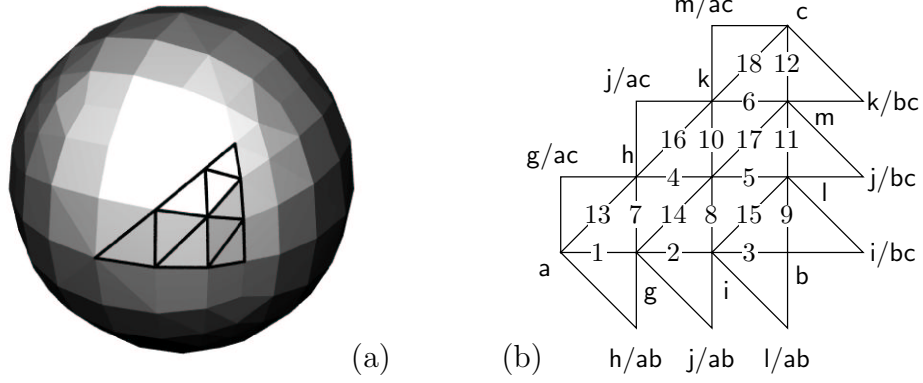 m/ac c
18 12
j/ac k 6 k/bc
m
16 10 17 11
g/ac h 4 5 j/bc
l
13 7 14 8 15 9
1 2 3 i/bc
a g i b
(a) (b) h/ab j/ab l/ab